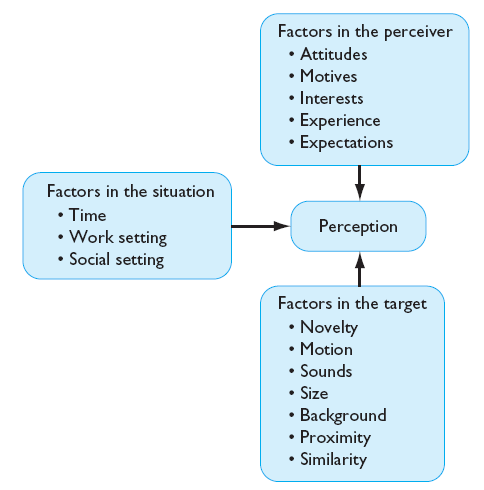 Factors in the perceiver
• Attitudes
• Motives
• Interests
• Experience
• Expectations
Factors in the situation
• Time
• Work setting
• Social setting
Perception
Factors in the target
• Novelty
• Motion
• Sounds
• Size
• Background
• Proximity
• Similarity